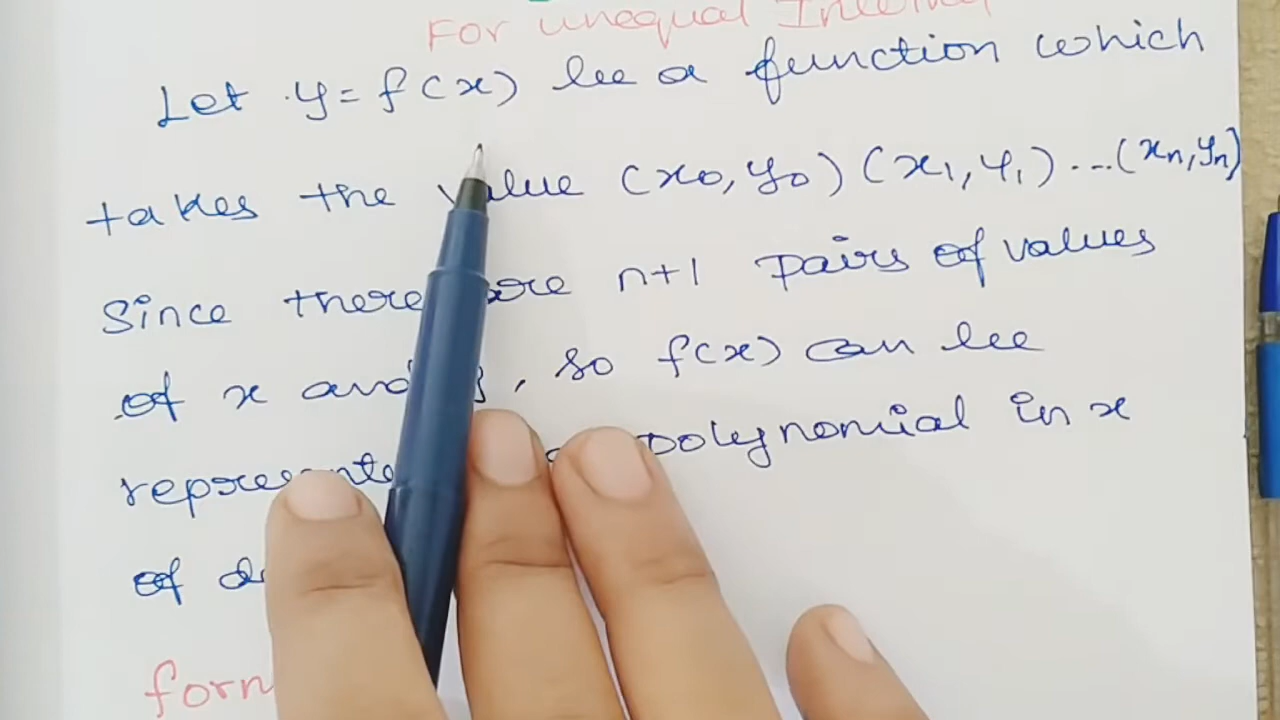 For unequal
Let y = f(x) be a function which
takes the value (x0, y0) (x1, y1) ... (xn, yn)
Since there are n+1 pairs of values
of x and , so f(x) can be
polynomial in x
of